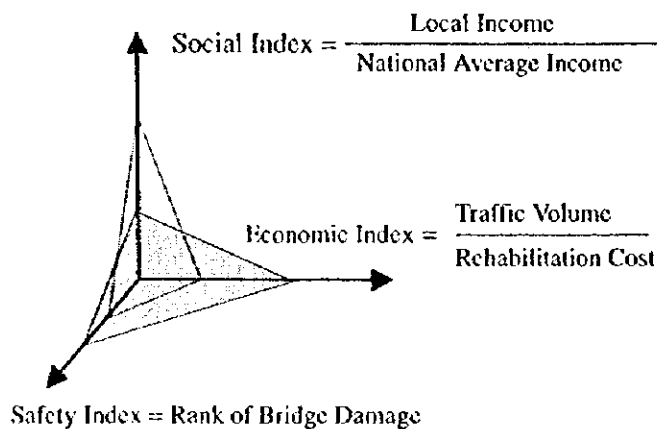 Social Index = Local Income / National Average Income
Economic Index = Traffic Volume / Rehabilitation Cost
Safety Index = Rank of Bridge Damage